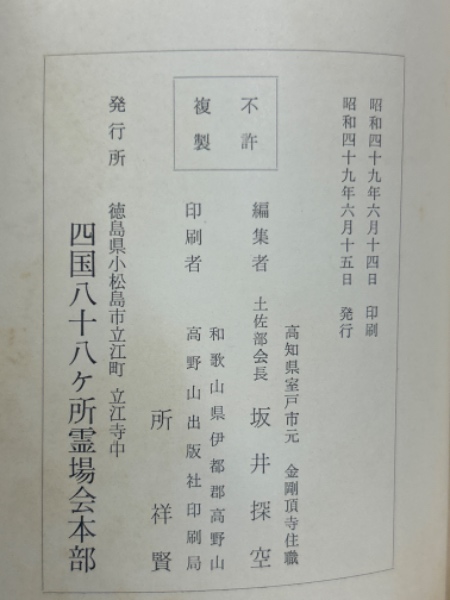 昭和四十九年六月十四日 印刷
昭和四十九年六月十五日 発行
高知県室戸市元 金剛頂寺住職
編集者 土佐部会長 坂井探空
和歌山県伊都郡高野山
印刷者 高野山出版社印刷局
所 祥賢
不許
複製
発行所 徳島県小松島市立江町 立江寺中
四国八十八ヶ所霊場会本部